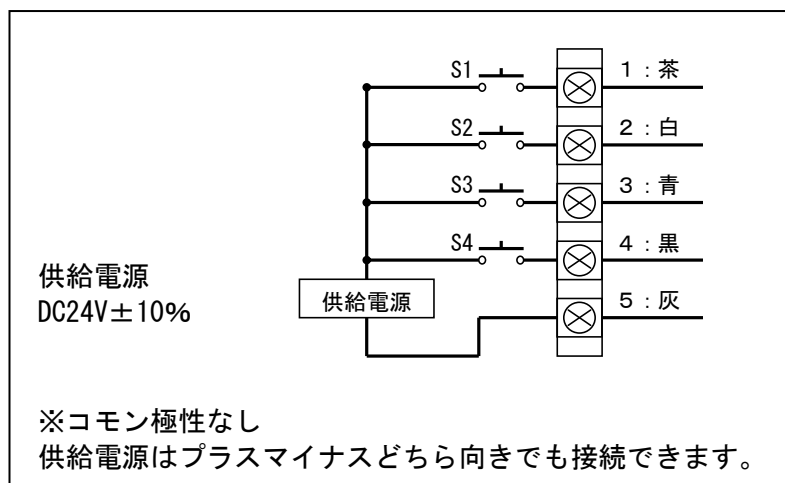 S1
1：茶
S2
2：白
S3
3：青
S4
4：黒
供給電源
DC24V±10%
供給電源
5：灰
※コモン極性なし
供給電源はプラスマイナスどちら向きでも接続できます。